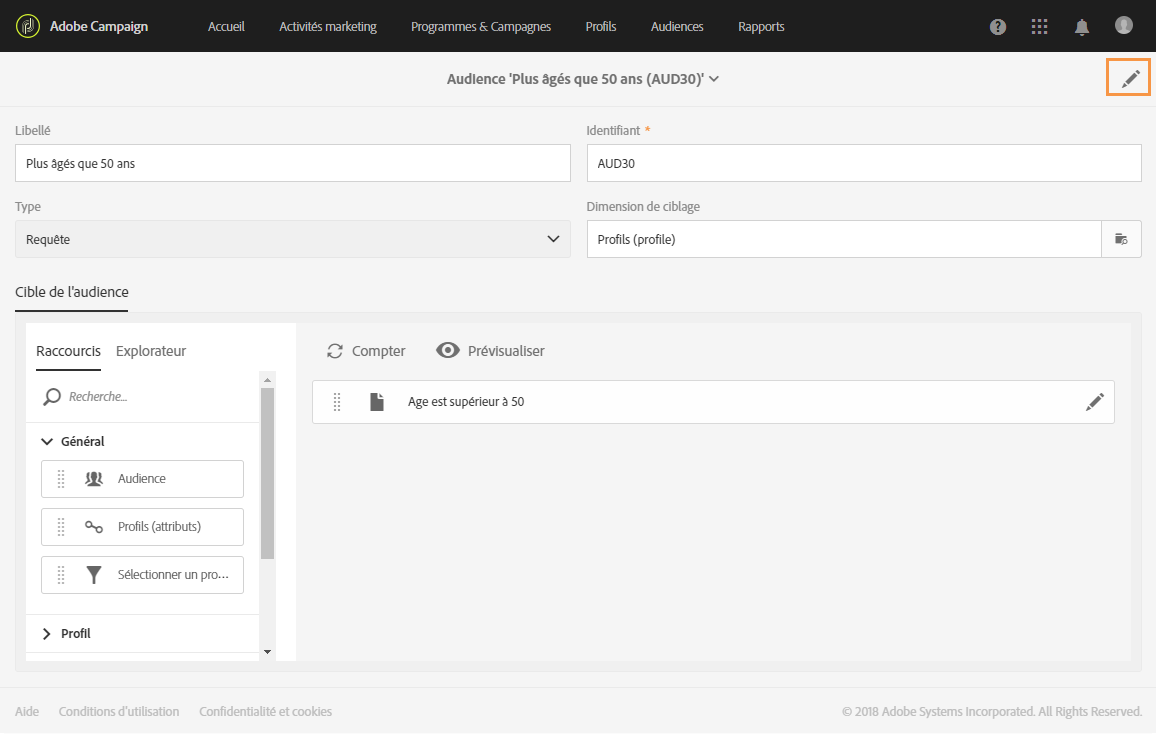 Adobe Campaign Accueil Activités marketing Programmes & Campagnes Profils Audiences Rapports
Audience 'Plus âgés que 50 ans (AUD30)'
Libellé Identifiant *
Plus âgés que 50 ans AUD30
Type Dimension de ciblage
Requête Profils (profile)
Cible de l'audience
Raccourcis Explorateur Compter Prévisualiser
Recherche...
Age est supérieur à 50
Général
Audience
Profils (attributs)
Sélectionner un pro...
Profil
Aide Conditions d'utilisation Confidentialité et cookies © 2018 Adobe Systems Incorporated. All Rights Reserved.